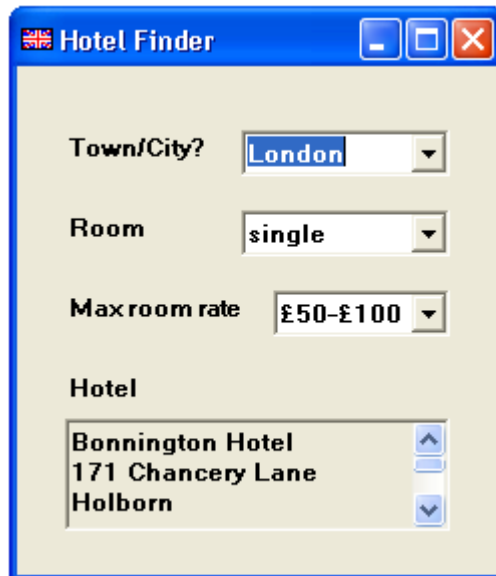 Hotel Finder
Town/City? London
Room single
Max room rate £50-£100
Hotel
Bonnington Hotel
171 Chancery Lane
Holborn